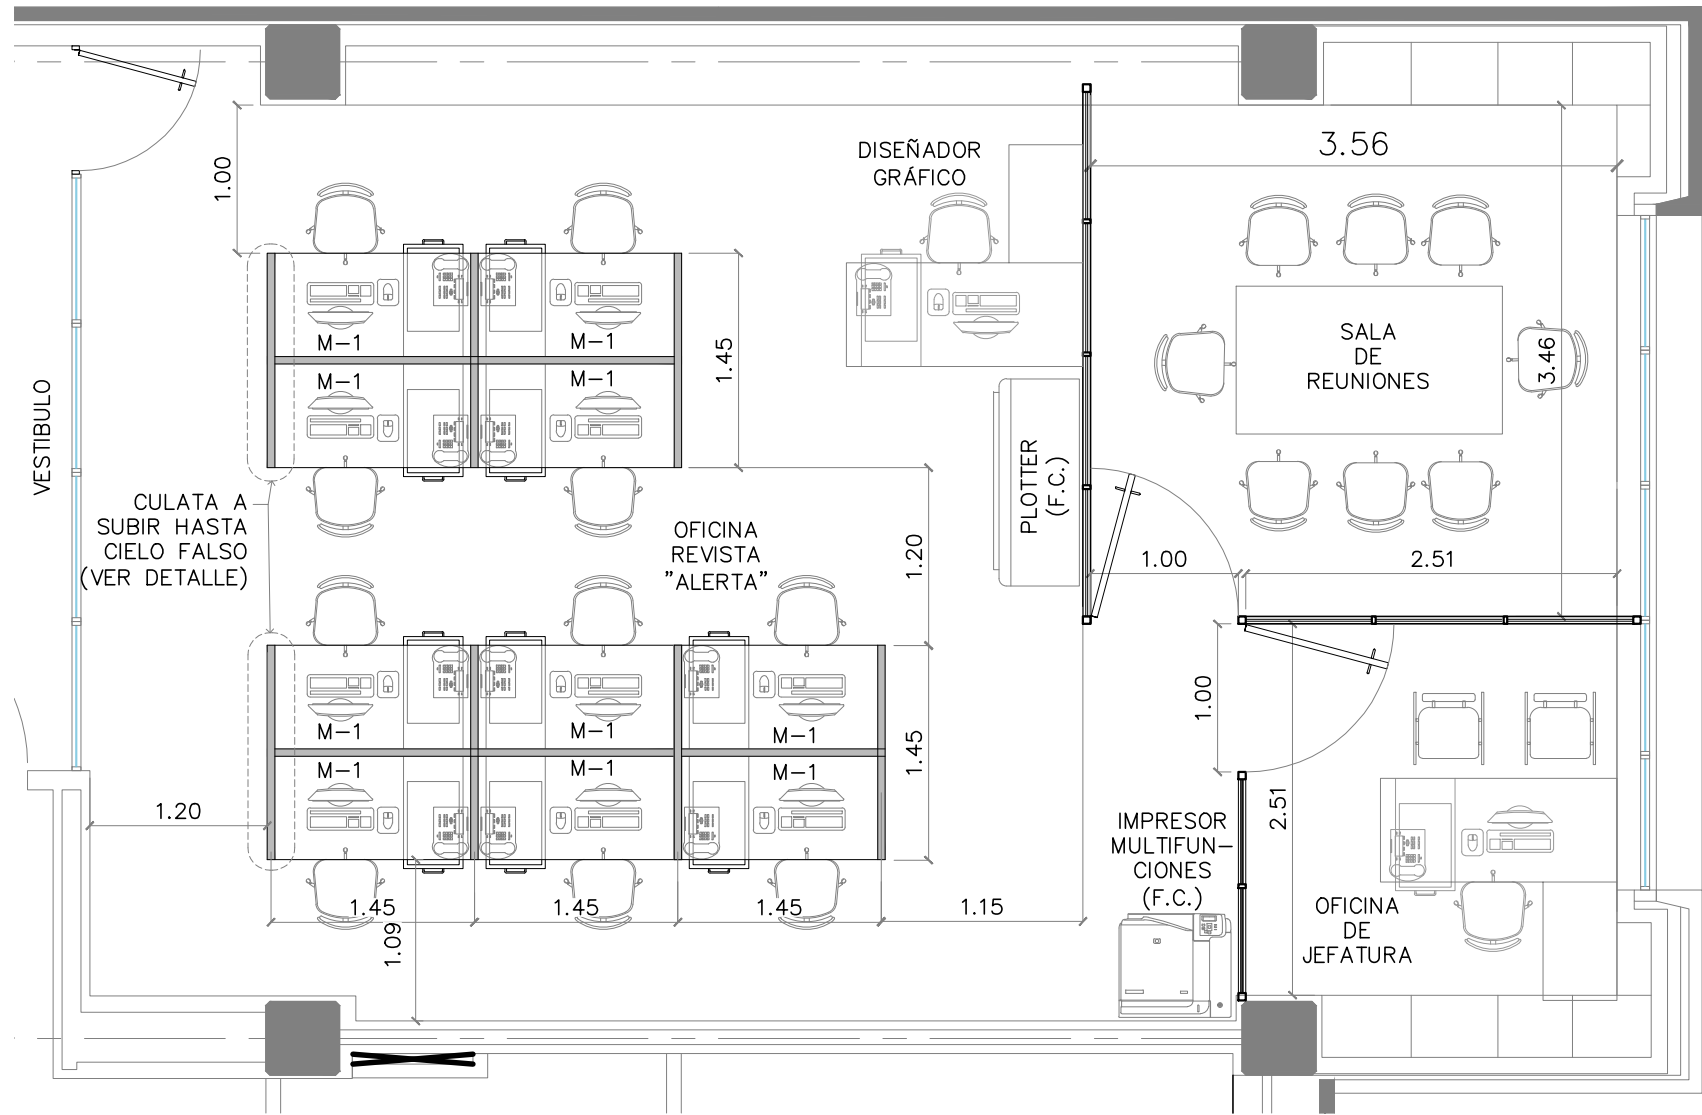 DISEÑADOR
GRÁFICO
3.56
1.00
M-1
M-1
M-1
M-1
1.45
SALA
DE
REUNIONES
3.46
VESTIBULO
PLOTTER
(F.C.)
CULATA A
SUBIR HASTA
CIELO FALSO
(VER DETALLE)
OFICINA
REVISTA
"ALERTA"
1.20
1.00
2.51
1.00
M-1
M-1
M-1
M-1
M-1
M-1
1.45
1.20
2.51
IMPRESOR
MULTIFUN-
CIONES
(F.C.)
1.45
1.45
1.45
1.15
1.09
OFICINA
DE
JEFATURA